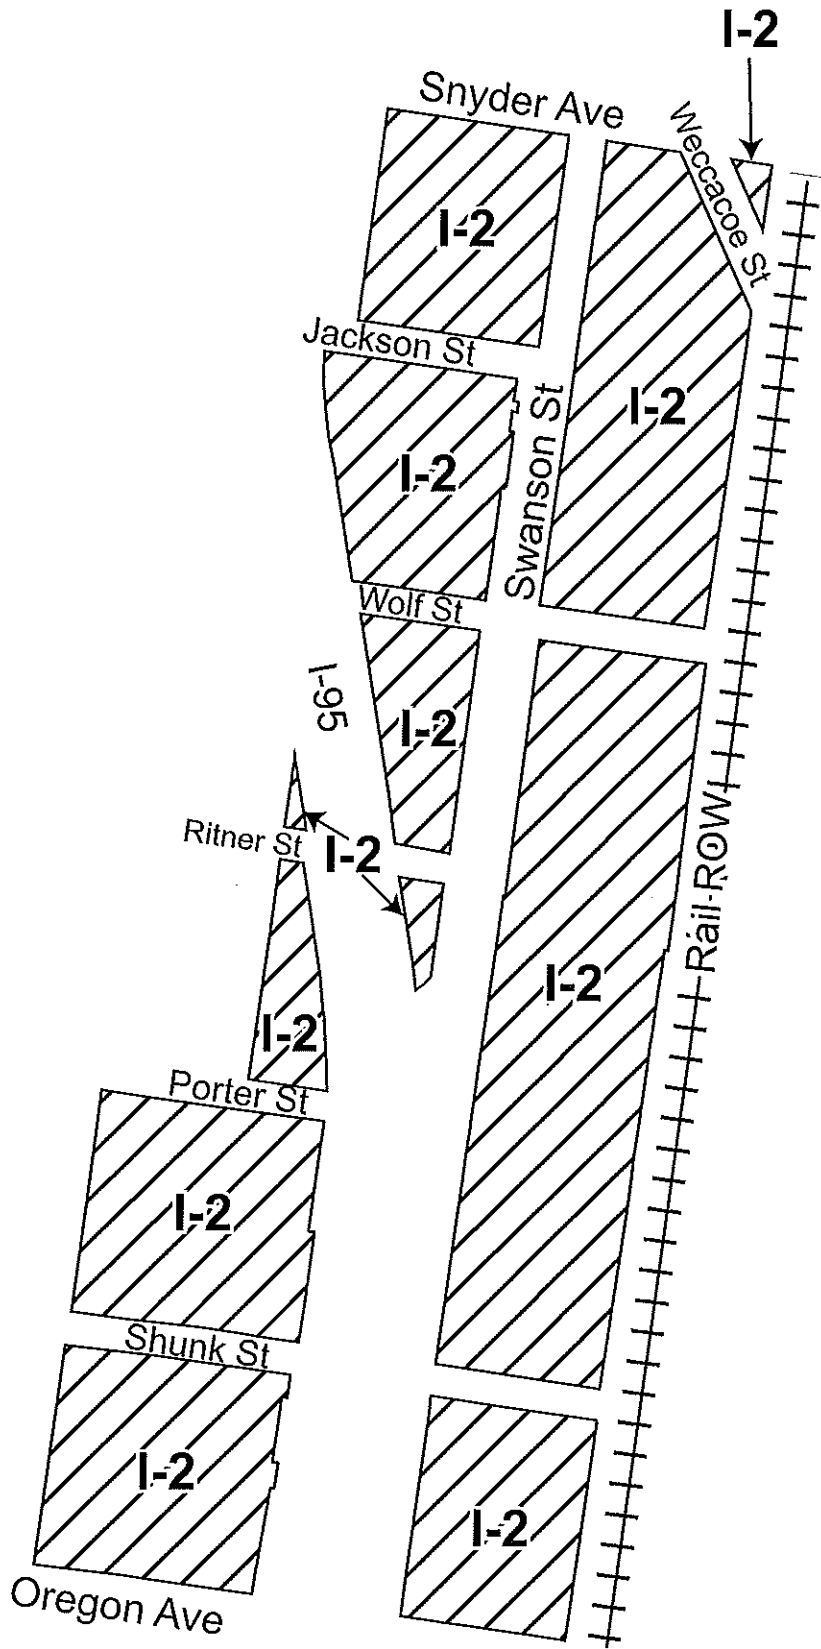 I-2
Snyder Ave
Weccacoe St
I-2
Jackson St
I-2
Swanson St
I-2
Wolf St
I-95
I-2
Ritner St
I-2
Rail ROW
I-2
I-2
Porter St
I-2
Shunk St
I-2
I-2
Oregon Ave